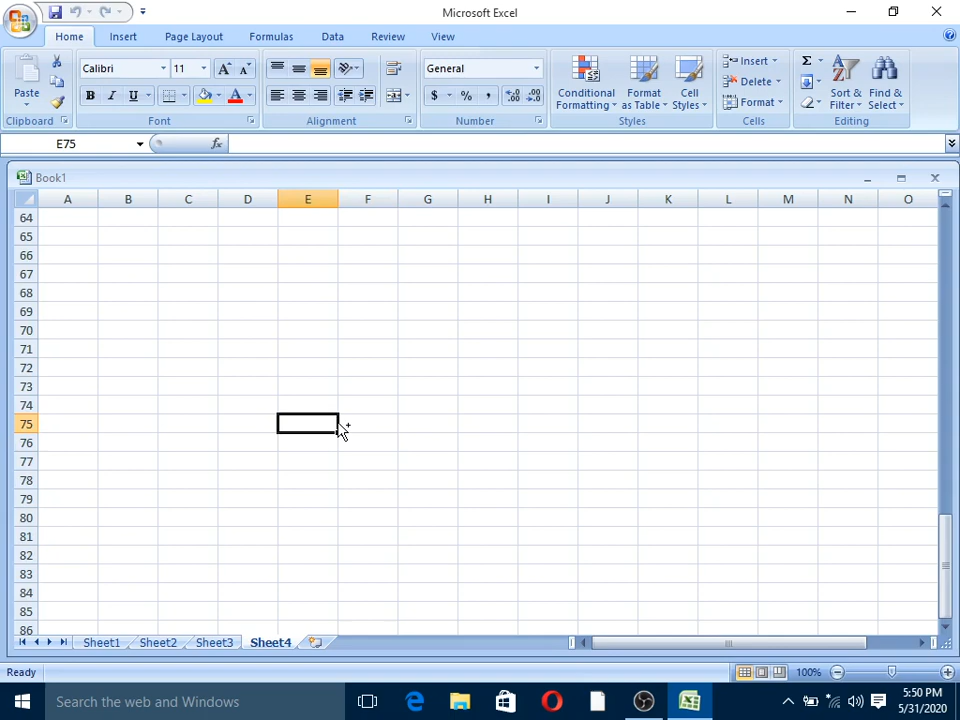 Microsoft Excel
Home Insert Page Layout Formulas Data Review View
Paste
Clipboard
Calibri 11 A A
B I U A
Font
Alignment
General
$ % ,
Number
Conditional Formatting
Format as Table
Cell Styles
Styles
Insert
Delete
Format
Cells
Σ
Sort & Filter
Find & Select
Editing
E75 fx
Book1
A B C D E F G H I J K L M N O
64
65
66
67
68
69
70
71
72
73
74
75
76
77
78
79
80
81
82
83
84
85
86
Sheet1 Sheet2 Sheet3 Sheet4
Ready 100%
Search the web and Windows
5:50 PM
5/31/2020